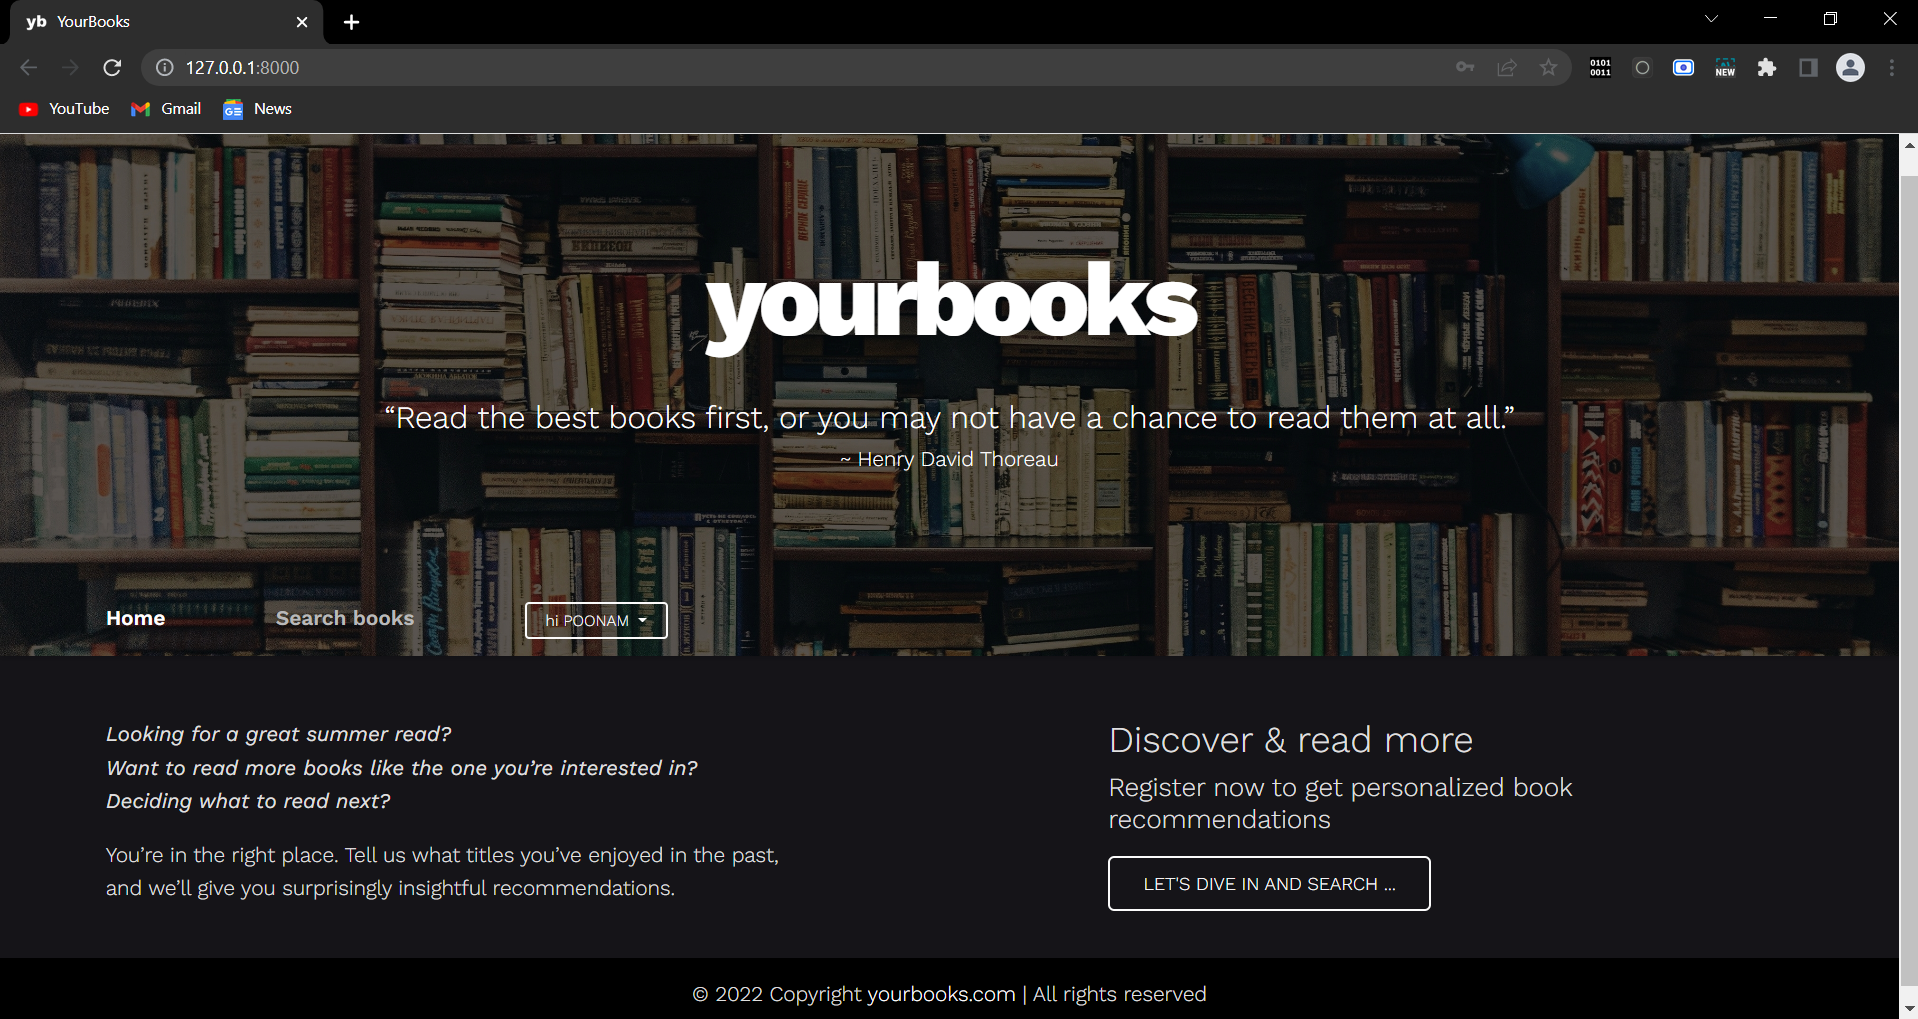 yb YourBooks
127.0.0.1:8000
0101
0011
NEW
YouTube Gmail GE News
yourbooks
“Read the best books first, or you may not have a chance to read them at all.”
~ Henry David Thoreau
Home Search books hi POONAM
Looking for a great summer read?
Want to read more books like the one you’re interested in?
Deciding what to read next?
You’re in the right place. Tell us what titles you’ve enjoyed in the past,
and we’ll give you surprisingly insightful recommendations.
Discover & read more
Register now to get personalized book
recommendations
LET'S DIVE IN AND SEARCH ...
© 2022 Copyright yourbooks.com | All rights reserved